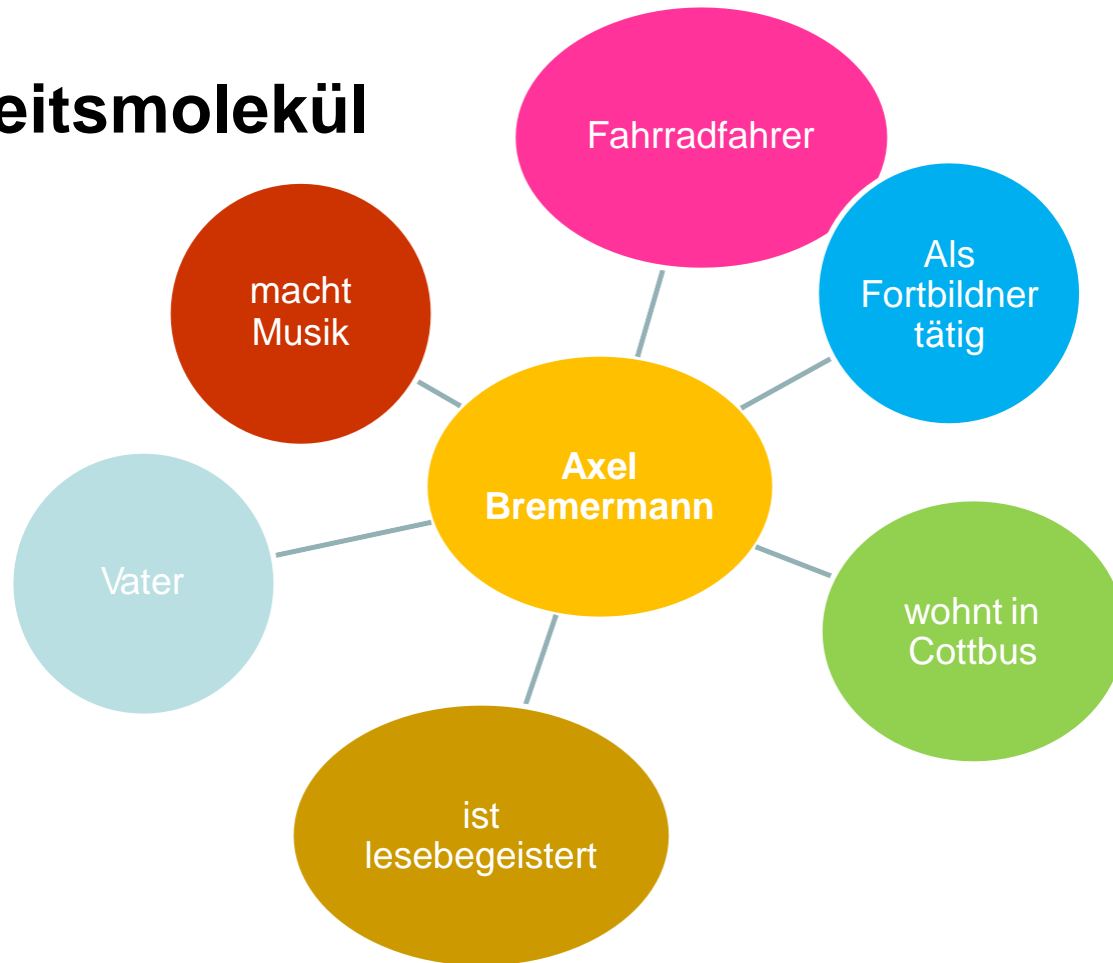 eitsmolekül
Fahrradfahrer
Als
Fortbildner
tätig
macht
Musik
Axel
Bremermann
Vater
wohnt in
Cottbus
ist
lesebegeistert